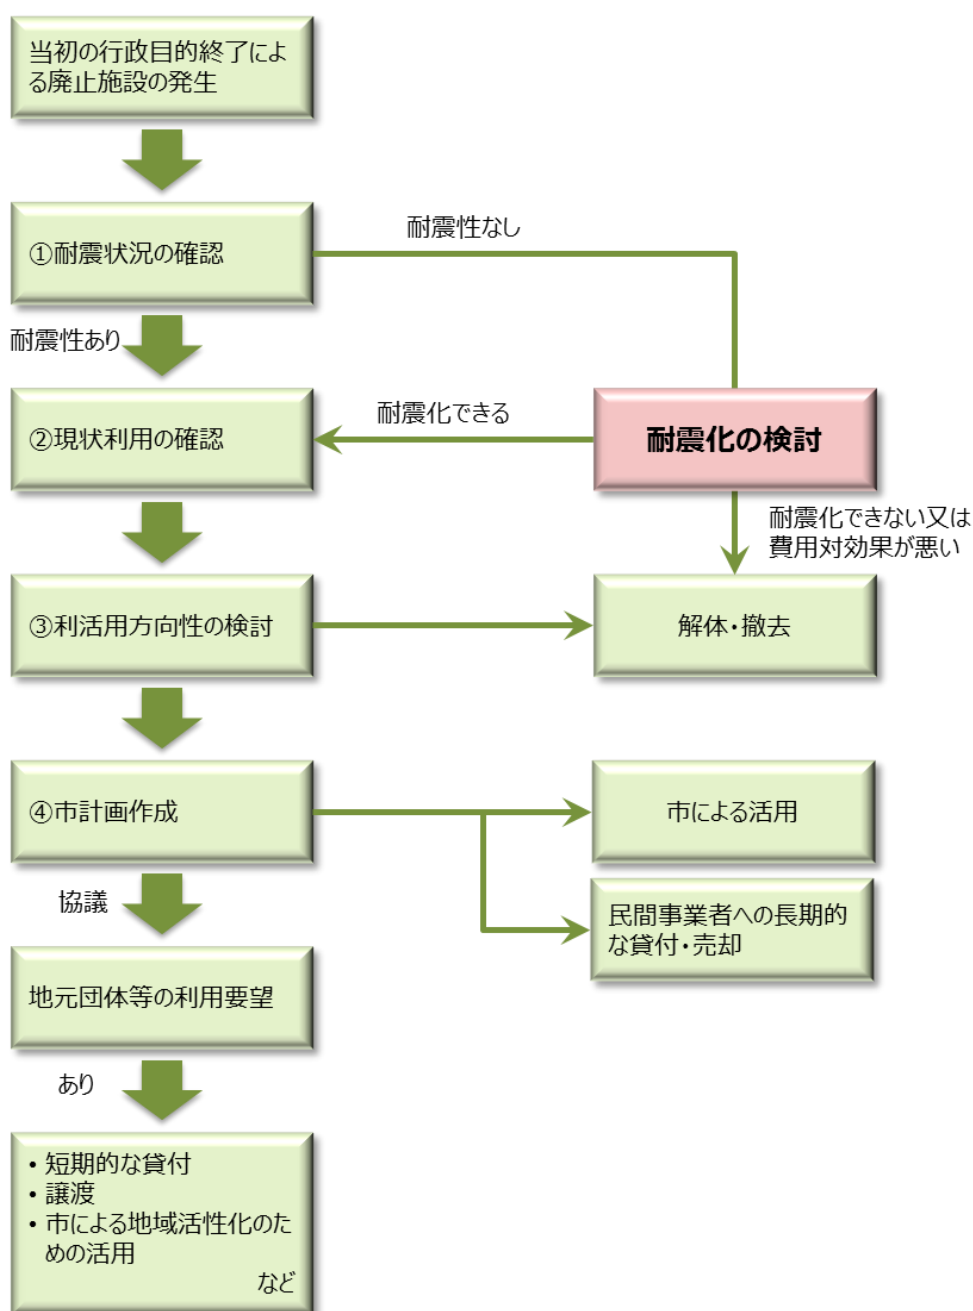 当初の行政目的終了によ
る廃止施設の発生
耐震性なし
①耐震状況の確認
耐震性あり
耐震化できる
②現状利用の確認
耐震化の検討
耐震化できない又は
費用対効果が悪い
③利活用方向性の検討
解体・撤去
④市計画作成
市による活用
協議
民間事業者への長期的
な貸付・売却
地元団体等の利用要望
あり
・短期的な貸付
・譲渡
・市による地域活性化のた
めの活用
など